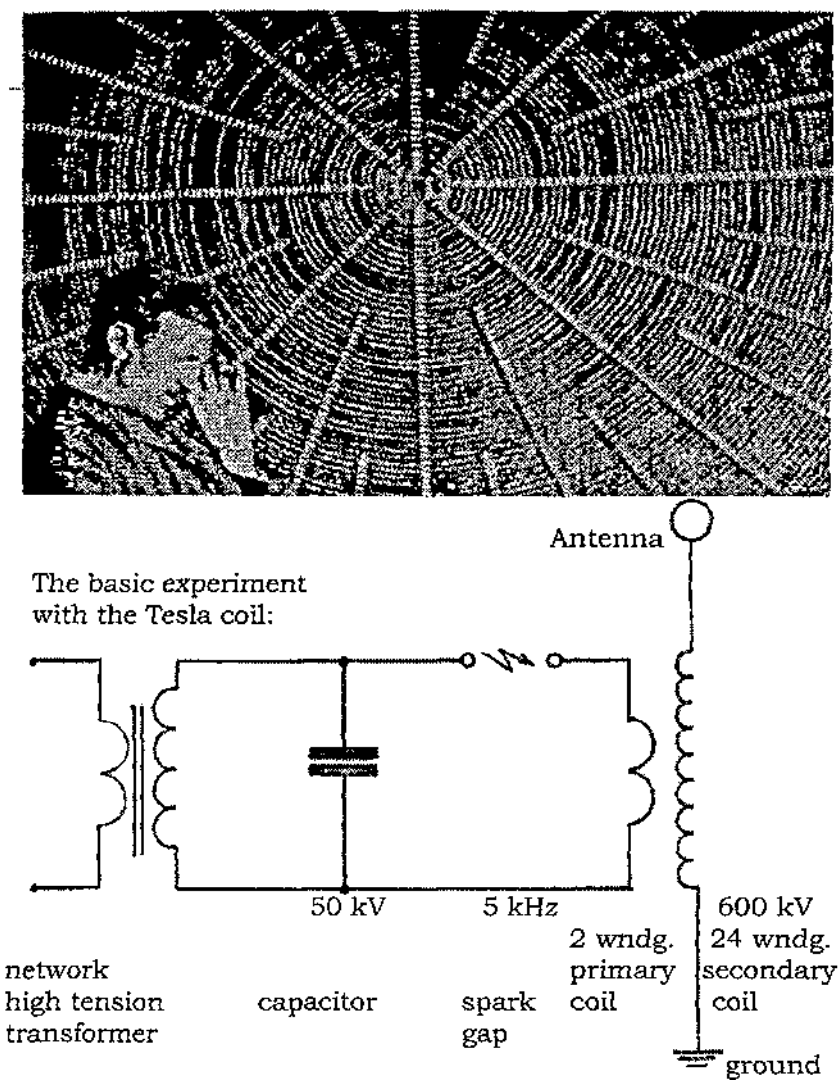 Antenna
The basic experiment
with the Tesla coil:
50 kV
5 kHz
600 kV
2 wndg.
primary
coil
24 wndg.
secondary
coil
network
high tension
transformer
capacitor
spark
gap
ground